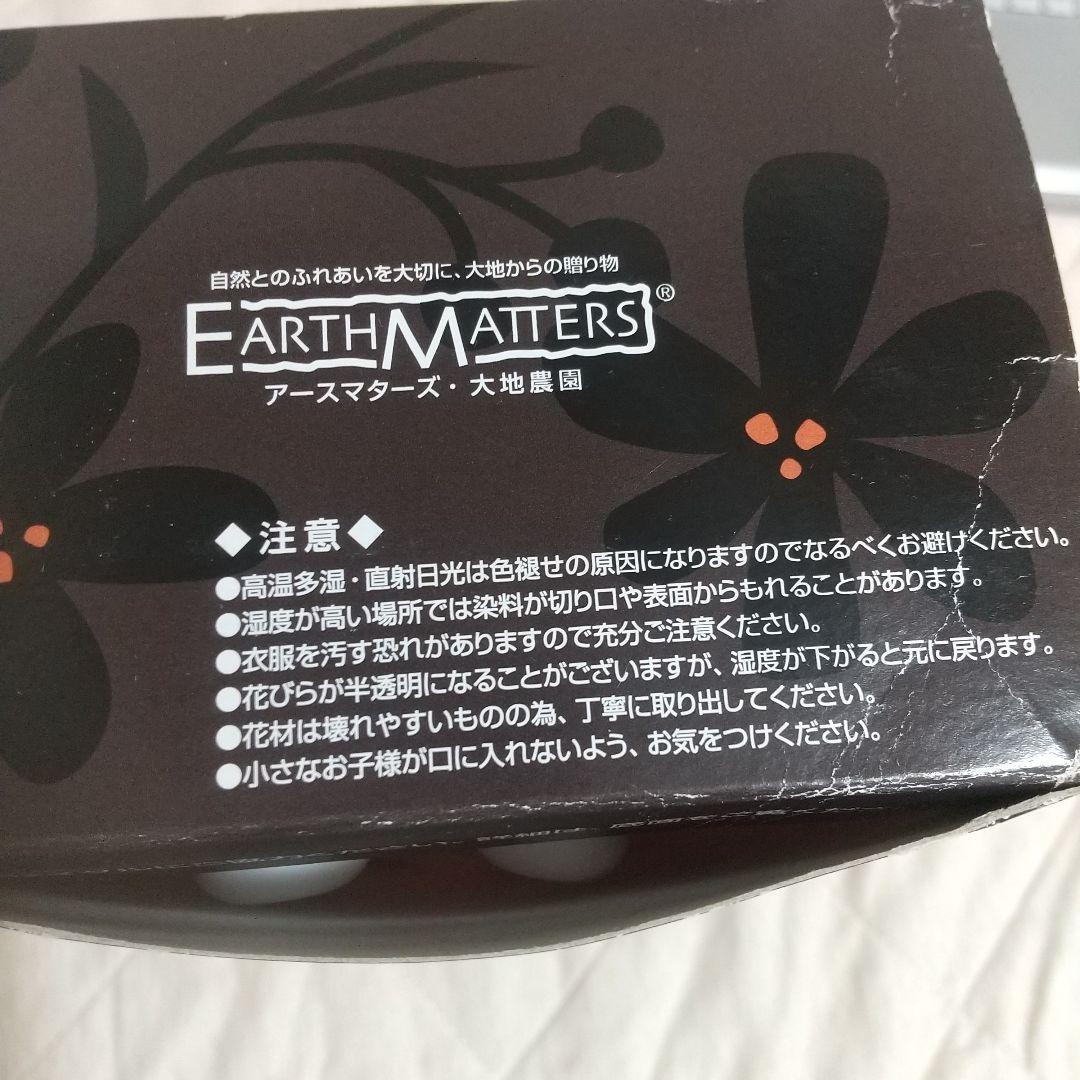 自然とのふれあいを大切に、大地からの贈り物
EARTHMATTERS®
アースマターズ・大地農園
◆注意◆
●高温多湿・直射日光は色褪せの原因になりますのでなるべくお避けください。
●湿度が高い場所では染料が切り口や表面からもれることがあります。
●衣服を汚す恐れがありますので充分ご注意ください。
●花びらが半透明になることがございますが、湿度が下がると元に戻ります。
●花材は壊れやすいものの為、丁寧に取り出してください。
●小さなお子様が口に入れないよう、お気をつけください。